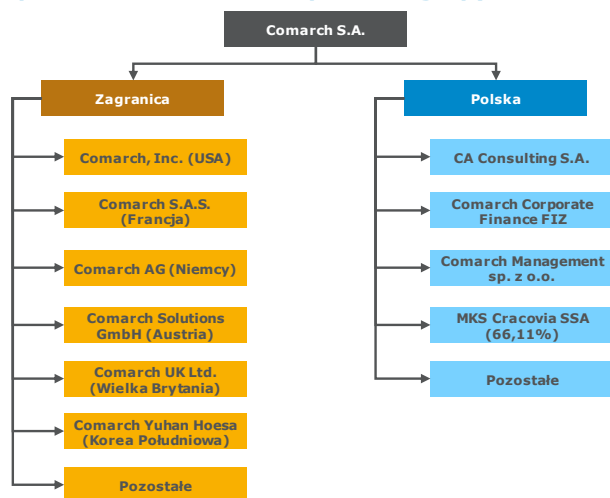 Comarch S.A.
Zagranica
Comarch, Inc. (USA)
Comarch S.A.S.
(Francja)
Comarch AG (Niemcy)
Comarch Solutions
GmbH (Austria)
Comarch UK Ltd.
(Wielka Brytania)
Comarch Yuhan Hoesa
(Korea Południowa)
Pozostałe
Polska
CA Consulting S.A.
Comarch Corporate
Finance FIZ
Comarch Management
sp. z o.o.
MKS Cracovia SSA
(66,11%)
Pozostałe